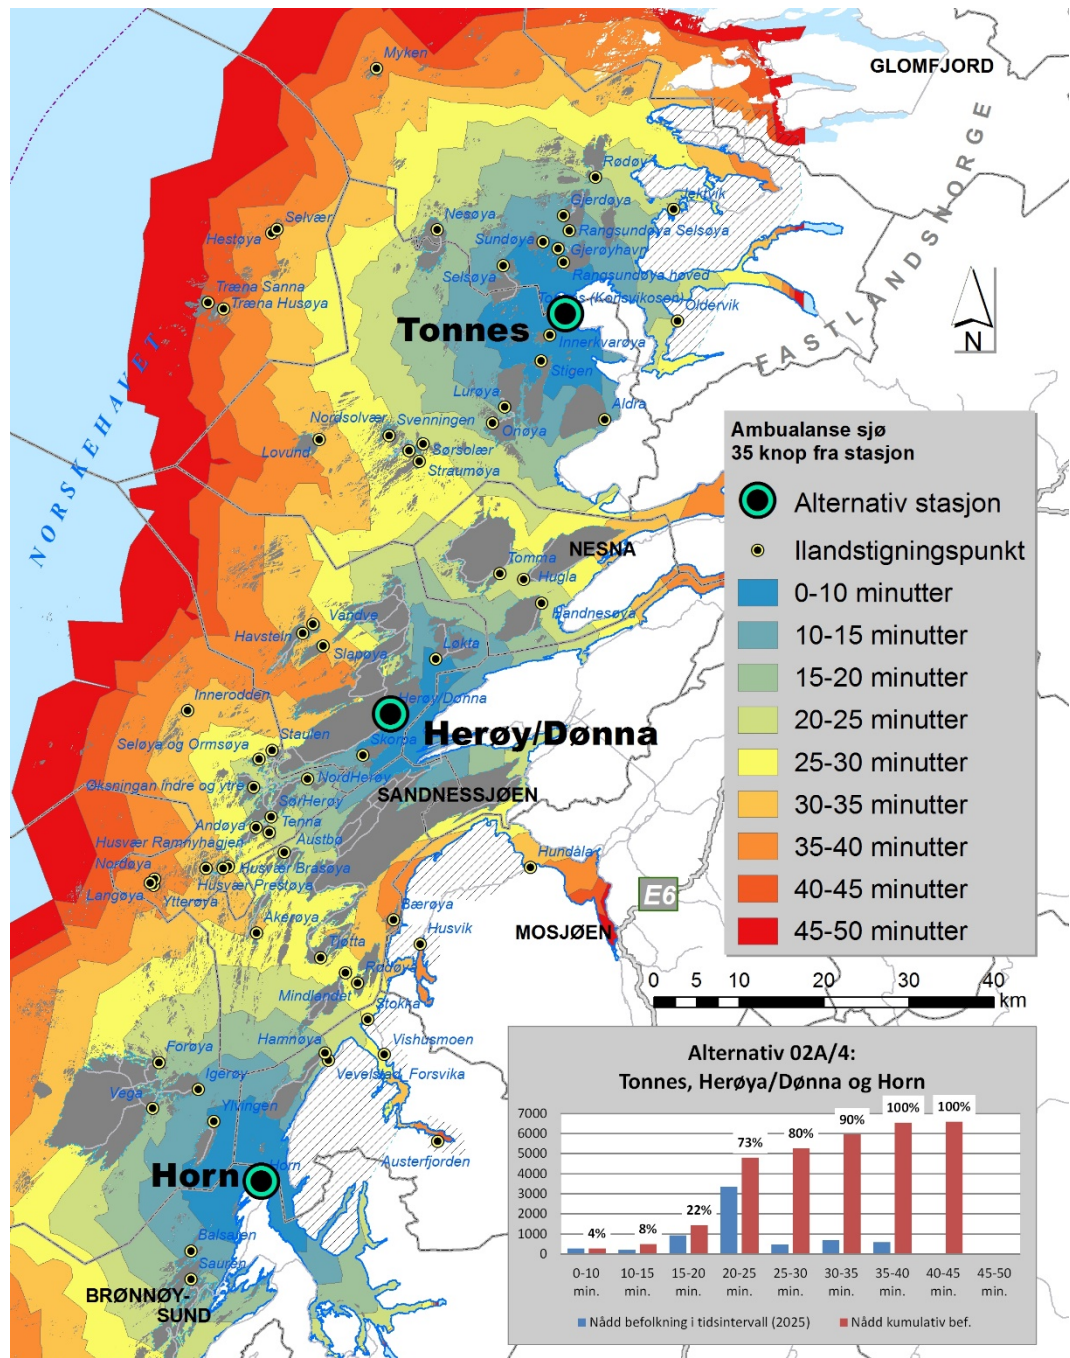 Myken
GLOMFJORD
FASTLANDSNORGE
NORSKEHAVET
N
Rødøy
Jektvik
Gjerdøya
Nesøya
Rangsundøya Selsøya
Sundøya
Gjerøyhavn
Selsøya
Rangsundøya hoved
Selvær
Hestøya
Træna Sanna
Træna Husøya
Tonnes (Konsvikosen)
Oldervik
Tonnes
Innerkvarøya
Stigen
Lurøya
Aldra
Nordsolvær
Svenningen
Onøya
Lovund
Sørsolær
Straumøya
NESNA
Tomma
Hugla
Handnesøya
Vandve
Havstein
Løkta
Slapøya
Innerodden
Herøy/Dønna
Herøy/Dønna
Staulen
Skorpa
Seløya og Ormsøya
NordHerøy
Øksningan indre og ytre
SørHerøy
SANDNESSJØEN
Andøya
Tenna
Husvær Ramnyhagjen
Austbø
Nordøya
Husvær Brasøya
Hundåla
Langøya
Husvær Prestøya
Ytterøya
E6
Bærøya
Åkerøya
MOSJØEN
Husvik
Tjøtta
Rødøya
Mindlandet
Stokka
Hamnøya
Vishusmoen
Forøya
Vevelstad
Forsvika
Igerøy
Vega
Ylvingen
Austerfjorden
Horn
Horn
Balsøien
Sauren
BRØNNØY-
SUND
Ambualanse sjø
35 knop fra stasjon
Alternativ stasjon
Ilandstigningspunkt
0-10 minutter
10-15 minutter
15-20 minutter
20-25 minutter
25-30 minutter
30-35 minutter
35-40 minutter
40-45 minutter
45-50 minutter
0 10 20 30 40
km
Alternativ 02A/4:
Tonnes, Herøya/Dønna og Horn
7000
6000
5000
4000
3000
2000
1000
0
4% 8% 22% 73% 80% 90% 100% 100%
0-10 10-15 15-20 20-25 25-30 30-35 35-40 40-45 45-50
min. min. min. min. min. min. min. min. min.
Nådd befolkning i tidsintervall (2025) Nådd kumulativ bef.